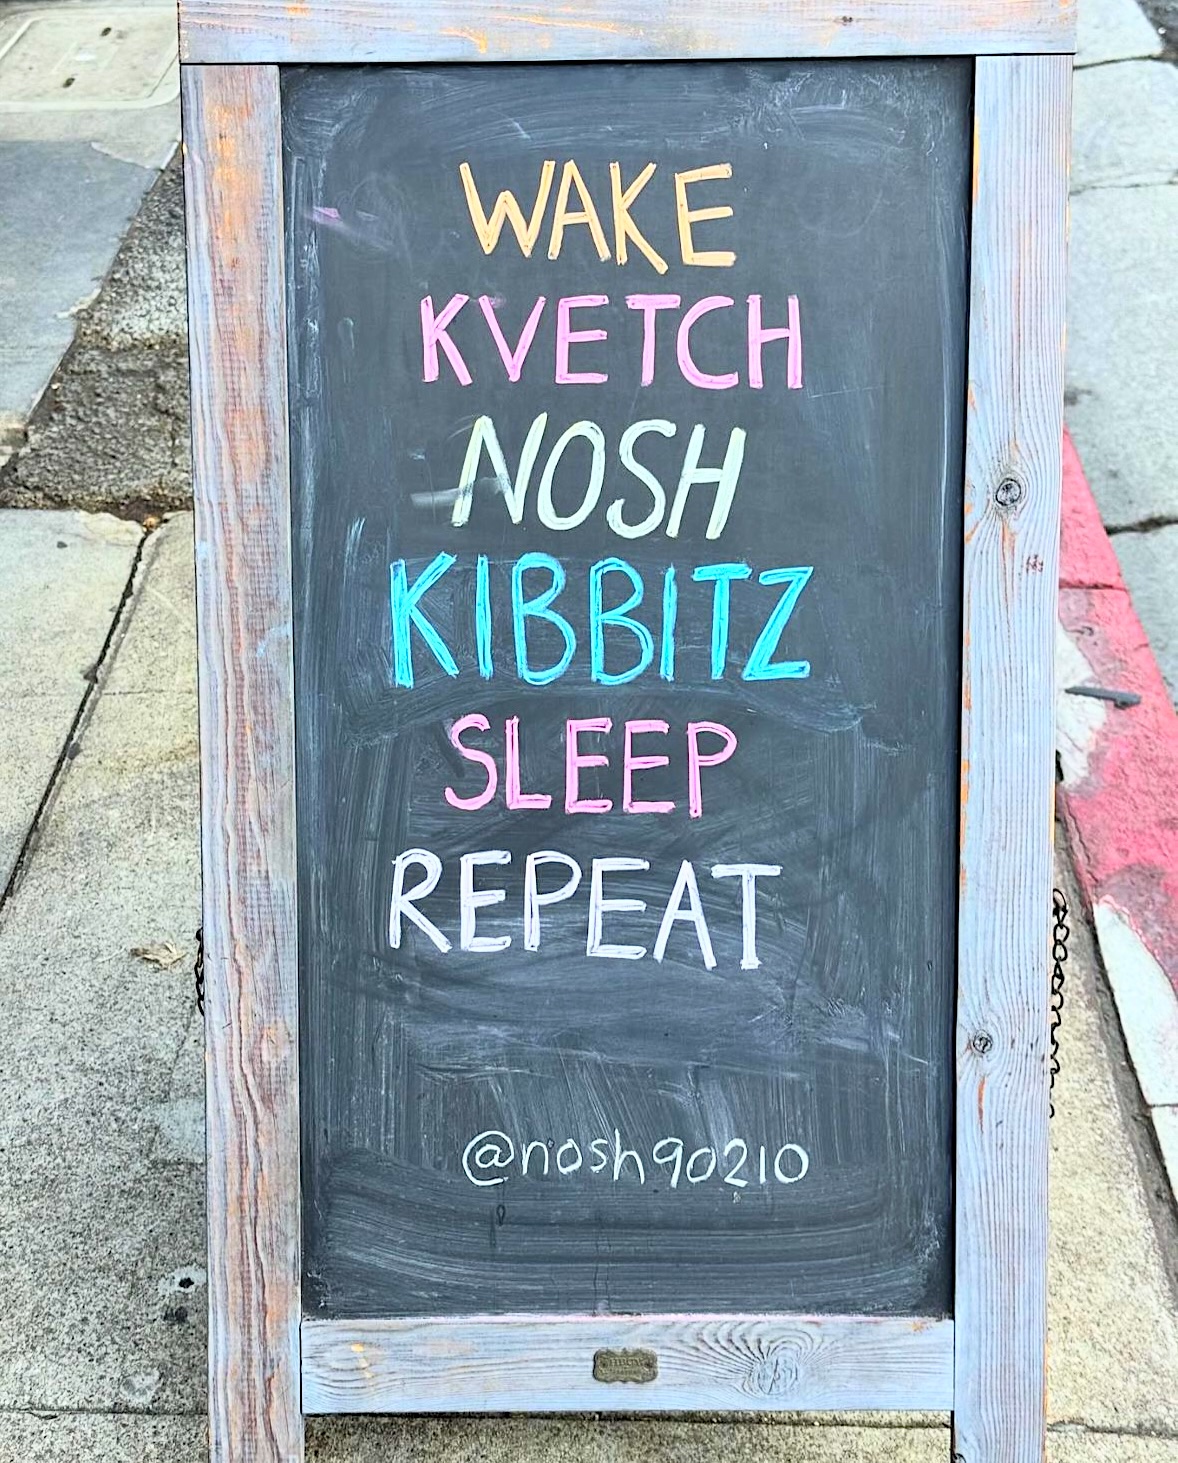 WAKE
KVETCH
NOSH
KIBBITZ
SLEEP
REPEAT
@nosh90210